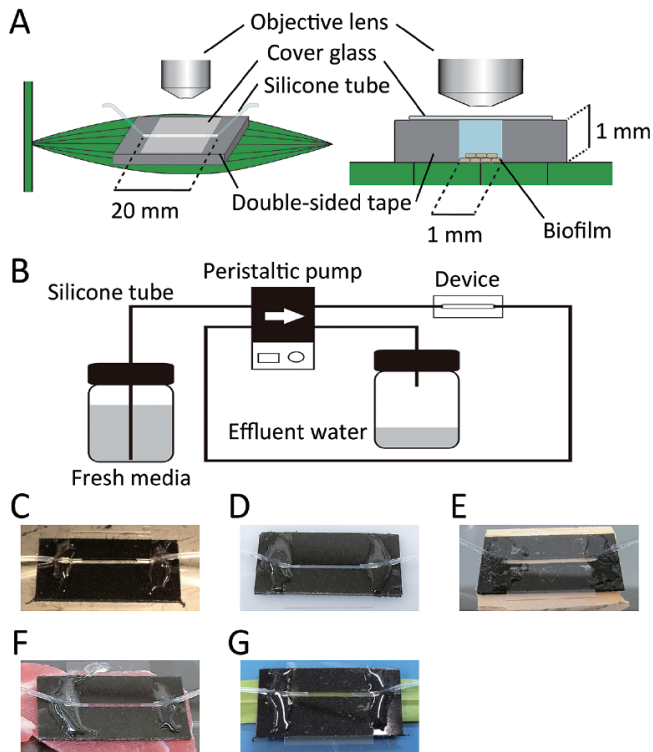 A
Objective lens
Cover glass
Silicone tube
20 mm
Double-sided tape
1 mm
1 mm
Biofilm
B
Peristaltic pump
Silicone tube
Device
Effluent water
Fresh media
C
D
E
F
G